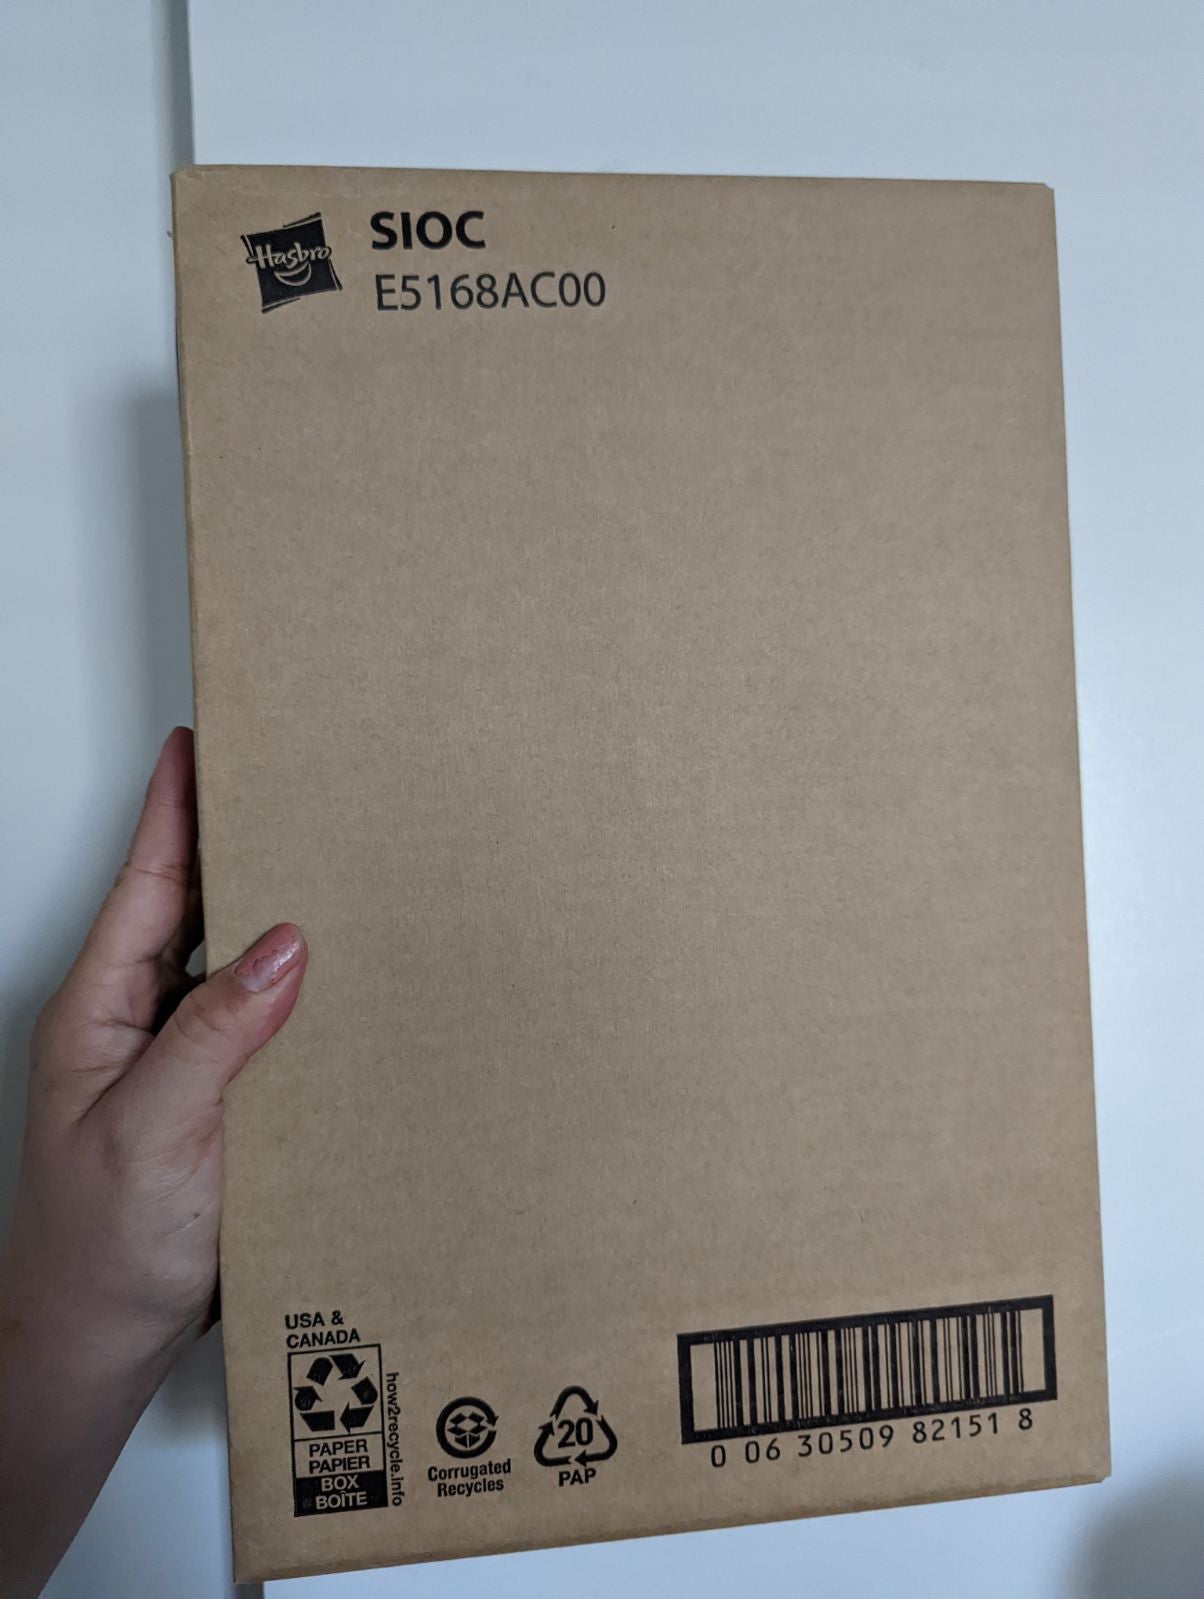 Hasbro
SIOC
E5168AC00
USA &
CANADA
PAPER
PAPIER
BOX
BOÎTE
how2recycle.info
Corrugated
Recycles
20
PAP
0 06 30509 82151 8